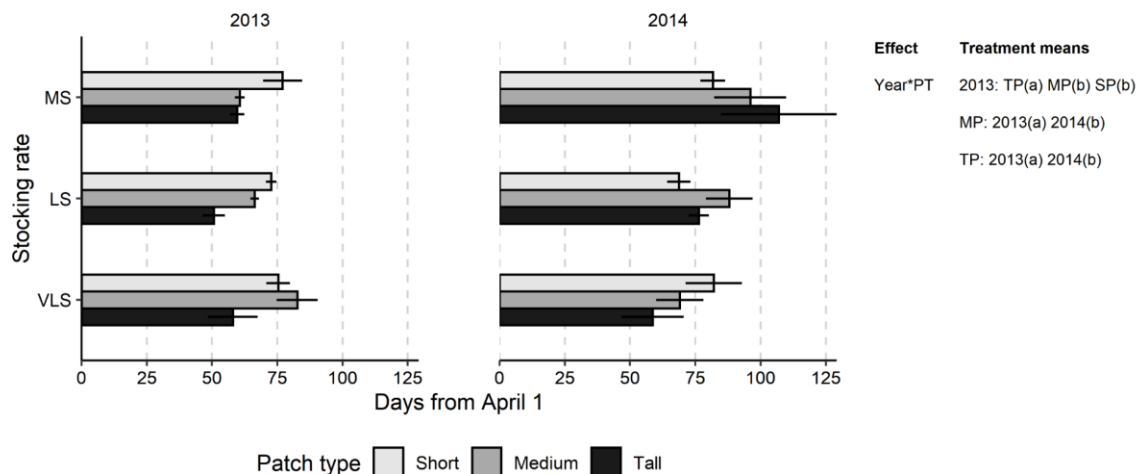 2013
2014
Effect Treatment means
Year*PT 2013: TP(a) MP(b) SP(b)
MP: 2013(a) 2014(b)
TP: 2013(a) 2014(b)
Stocking rate
MS
LS
VLS
0 25 50 75 100 125
0 25 50 75 100 125
Days from April 1
Patch type Short Medium Tall